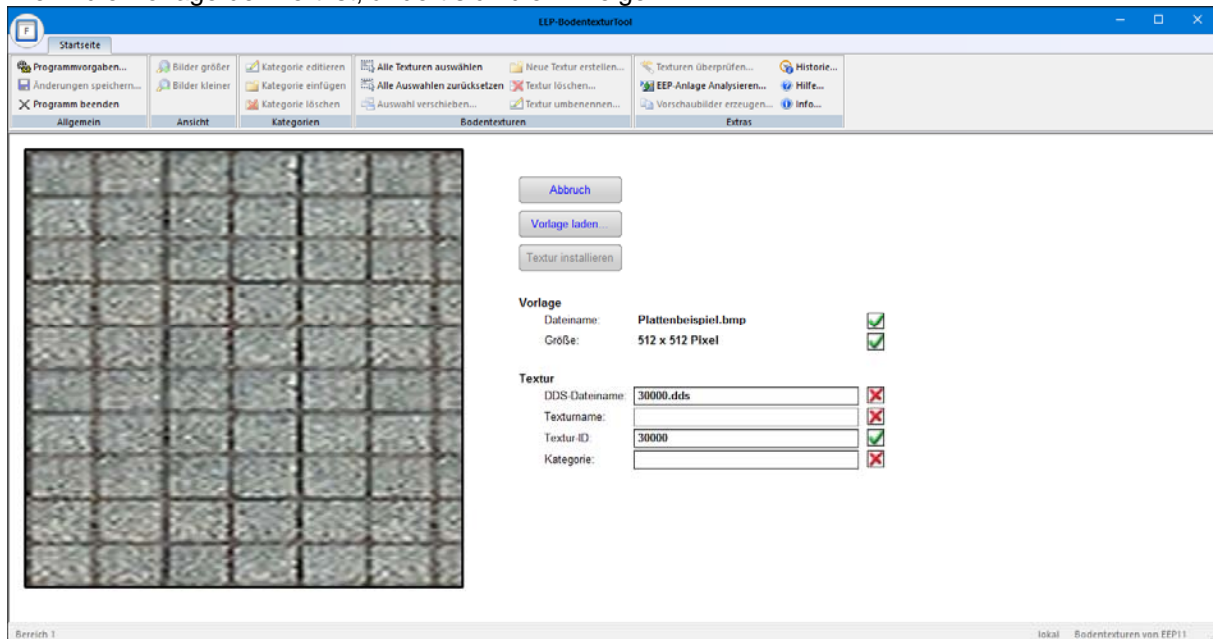 EEP-BodentexturTool
F
Startseite
Programmvorgaben...
Änderungen speichern...
Programm beenden
Allgemein
Bilder größer
Bilder kleiner
Ansicht
Kategorie editieren
Kategorie einfügen
Kategorie löschen
Kategorien
Alle Texturen auswählen
Alle Auswahlen zurücksetzen
Auswahl verschieben...
Neue Textur erstellen...
Textur löschen...
Textur umbenennen...
Bodentexturen
Texturen überprüfen...
EEP-Anlage Analysieren...
Vorschaubilder erzeugen...
Historie...
Hilfe...
Info...
Extras
Abbruch
Vorlage laden...
Textur installieren
Vorlage
Dateiname: Plattenbeispiel.bmp
Größe: 512 x 512 Pixel
Textur
DDS-Dateiname: 30000.dds
Texturname:
Textur-ID: 30000
Kategorie:
Bereich 1 lokal Bodentexturen von EEP11